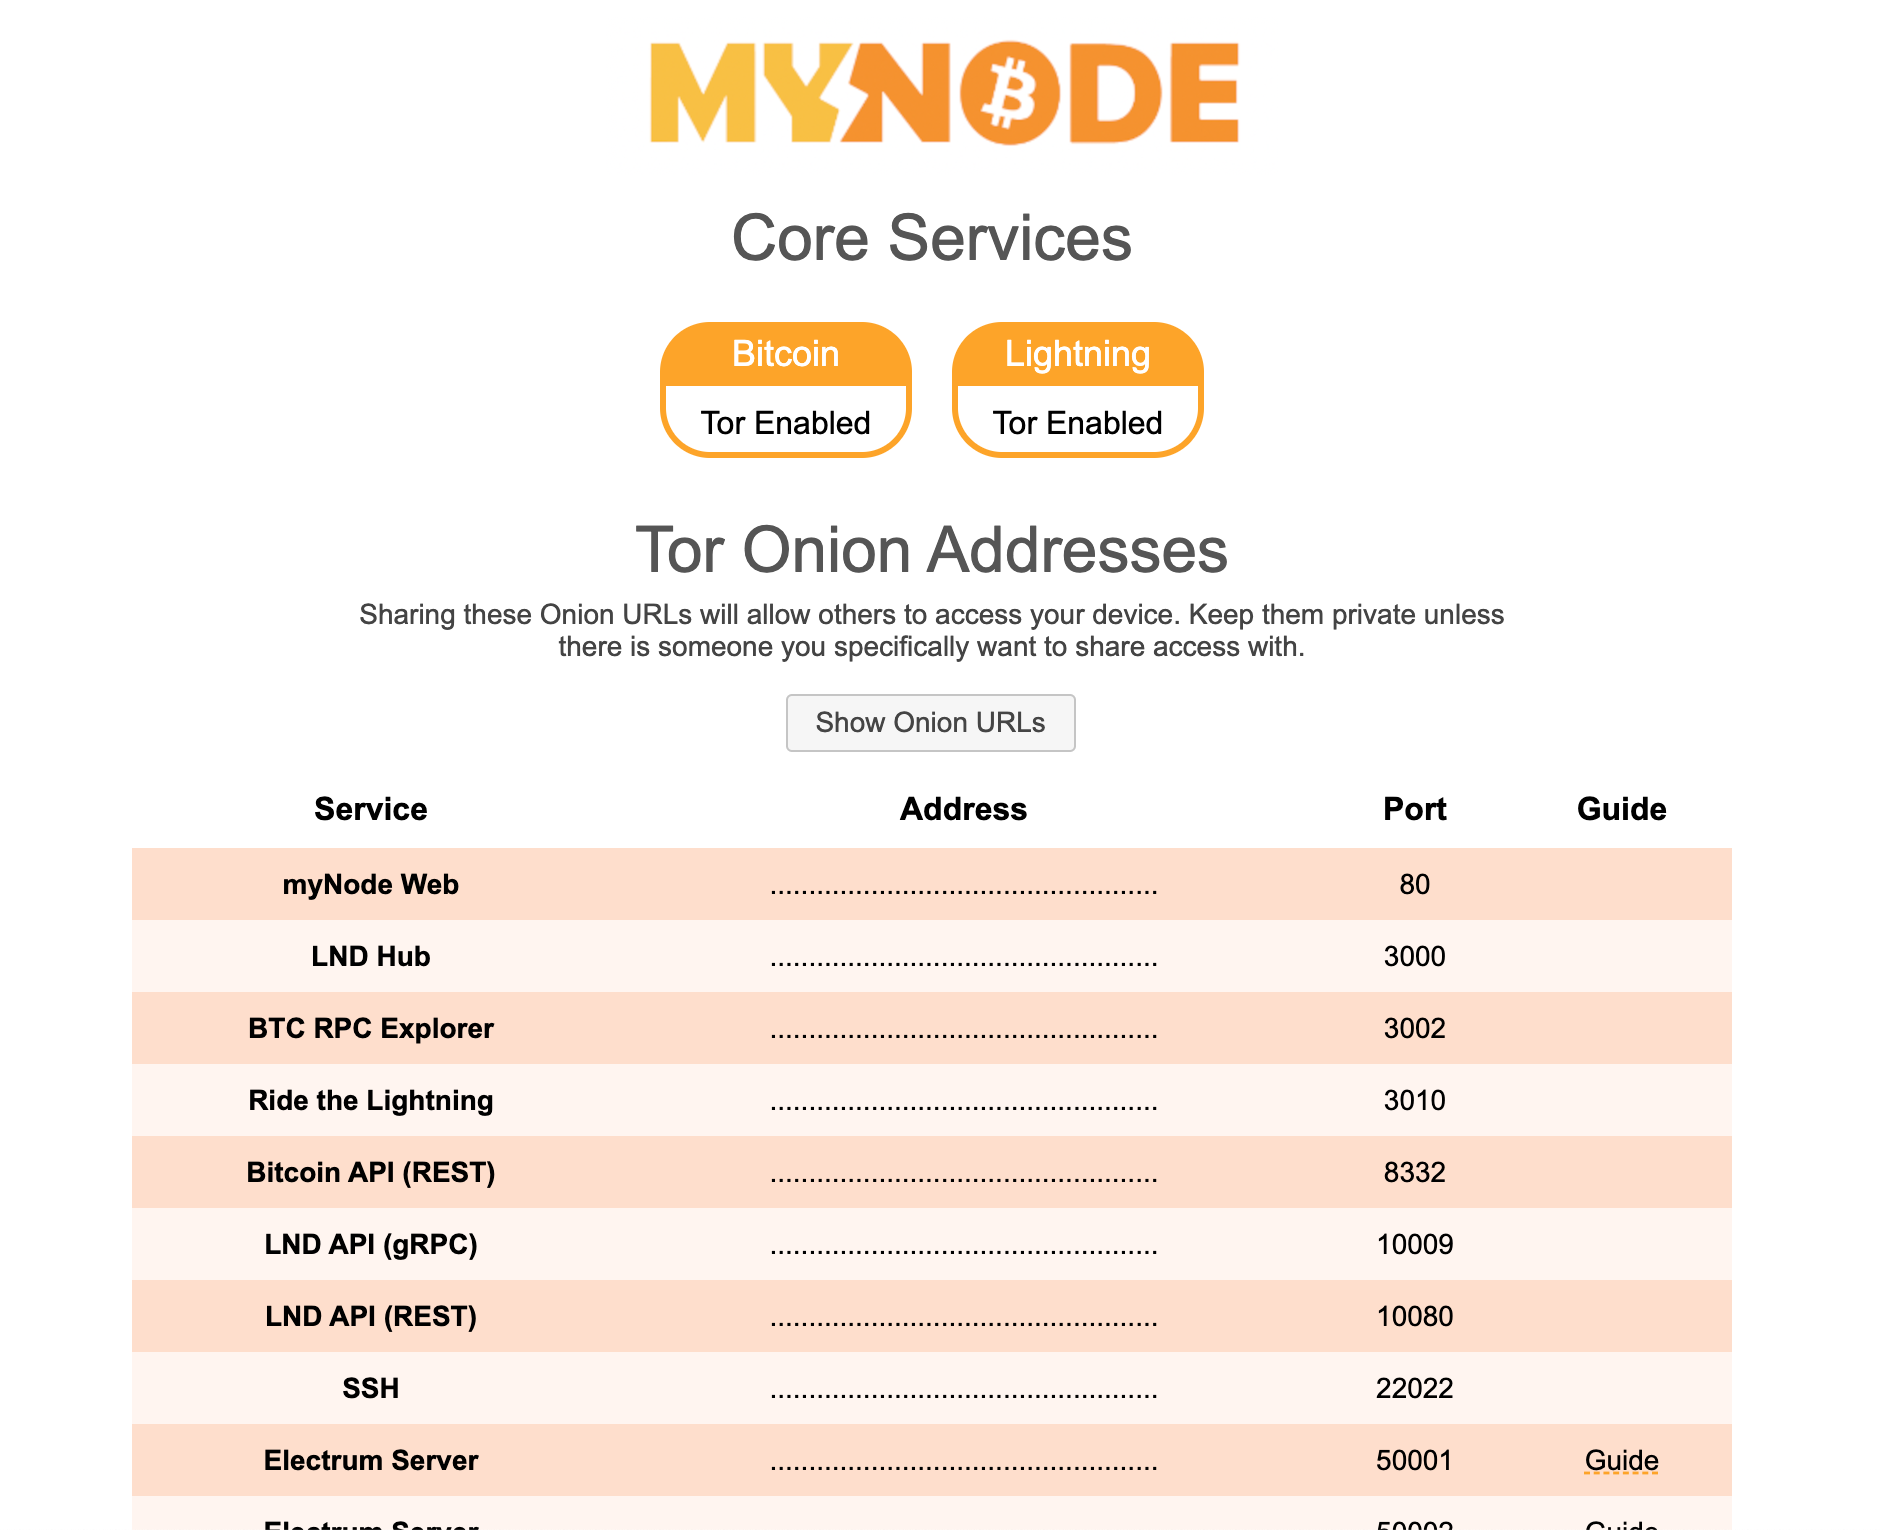 MYNODE
Core Services
Bitcoin
Tor Enabled
Lightning
Tor Enabled
Tor Onion Addresses
Sharing these Onion URLs will allow others to access your device. Keep them private unless
there is someone you specifically want to share access with.
Show Onion URLs
Service Address Port Guide
myNode Web .................................................. 80
LND Hub .................................................. 3000
BTC RPC Explorer .................................................. 3002
Ride the Lightning .................................................. 3010
Bitcoin API (REST) .................................................. 8332
LND API (gRPC) .................................................. 10009
LND API (REST) .................................................. 10080
SSH .................................................. 22022
Electrum Server .................................................. 50001 Guide
Electrum Server 50002 Guide